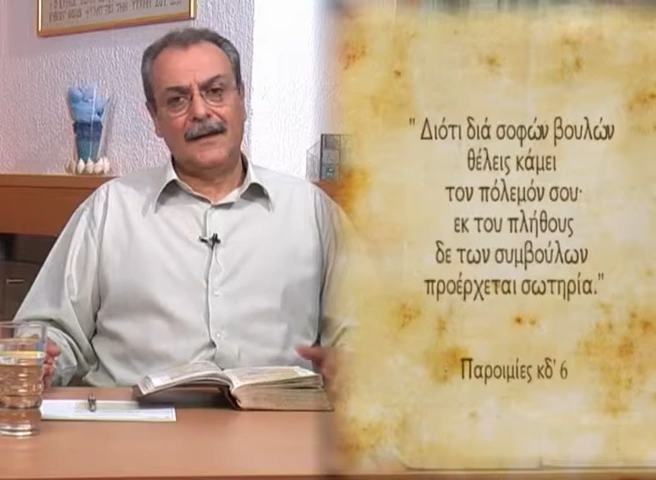 " Διότι διά σοφών βουλών
θέλεις κάμει
τον πόλεμόν σου·
εκ του πλήθους
δε των συμβούλων
προέρχεται σωτηρία."
Παροιμίες κδ' 6